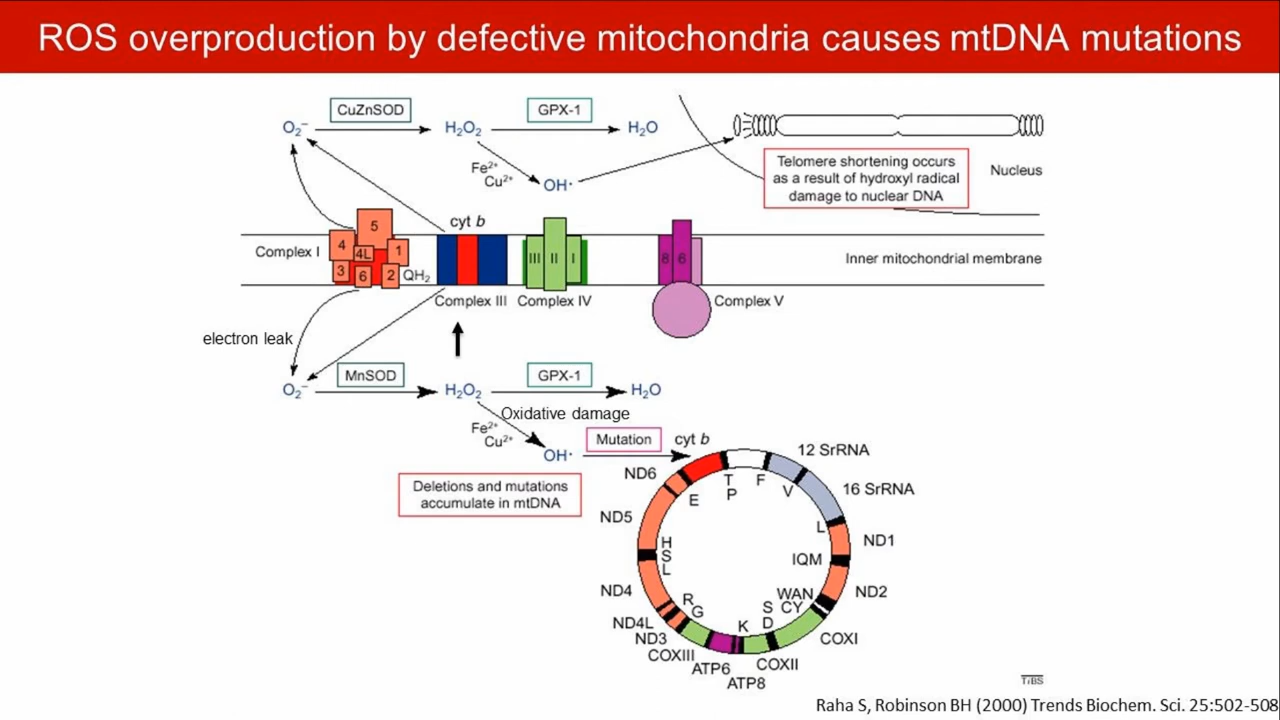 ROS overproduction by defective mitochondria causes mtDNA mutations
CuZnSOD
GPX-1
O₂⁻
H₂O₂
H₂O
Fe²⁺
Cu²⁺
OH·
Telomere shortening occurs
as a result of hydroxyl radical
damage to nuclear DNA
Nucleus
5
4
4L
1
3
6
2
Complex I
QH₂
cyt b
Complex III
III
II
I
Complex IV
8
6
Complex V
Inner mitochondrial membrane
electron leak
MnSOD
GPX-1
O₂⁻
H₂O₂
H₂O
Oxidative damage
Fe²⁺
Cu²⁺
OH·
Mutation
cyt b
Deletions and mutations
accumulate in mtDNA
12 SrRNA
16 SrRNA
ND1
ND2
COXI
COXII
ATP8
ATP6
COXIII
ND3
ND4L
ND4
ND5
ND6
E
T
P
F
V
L
IQM
WAN
CY
S
D
K
G
R
H
S
L
TiBS
Raha S, Robinson BH (2000) Trends Biochem. Sci. 25:502-508